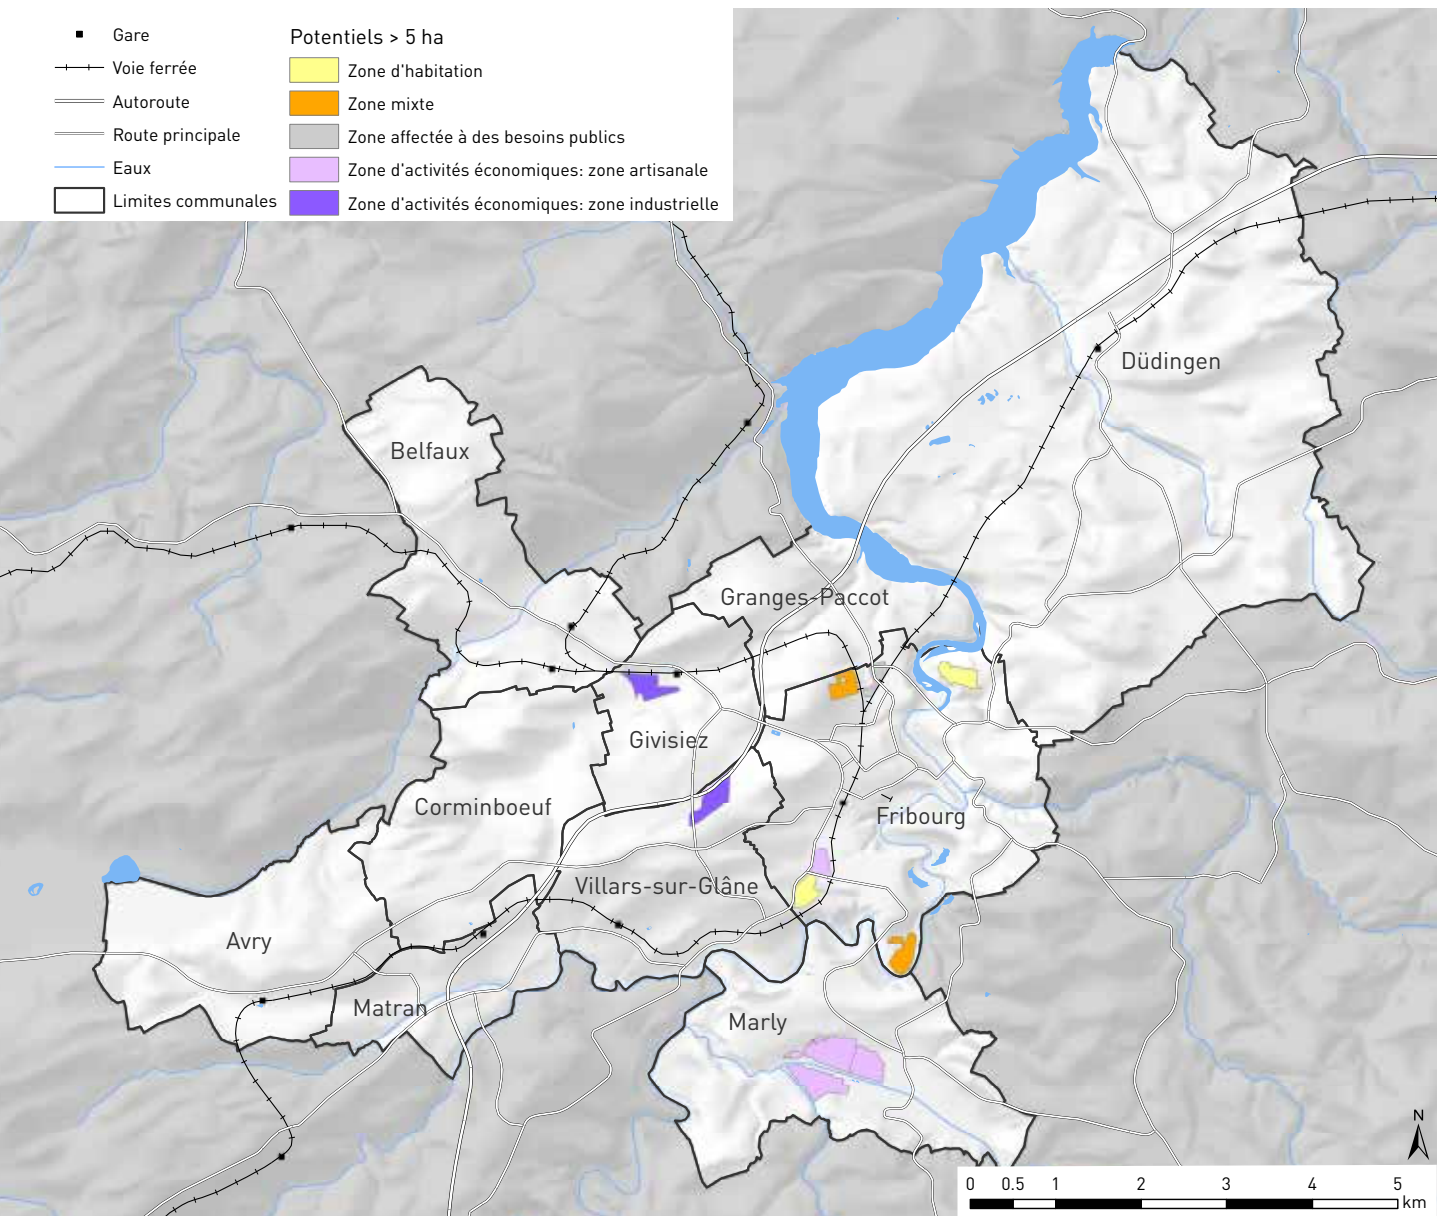 Gare
Voie ferrée
Autoroute
Route principale
Eaux
Limites communales
Potentiels > 5 ha
Zone d'habitation
Zone mixte
Zone affectée à des besoins publics
Zone d'activités économiques: zone artisanale
Zone d'activités économiques: zone industrielle
Düdingen
Belfaux
Granges-Paccot
Givisiez
Corminboeuf
Fribourg
Villars-sur-Glâne
Avry
Matran
Marly
N
0 0.5 1 2 3 4 5
km